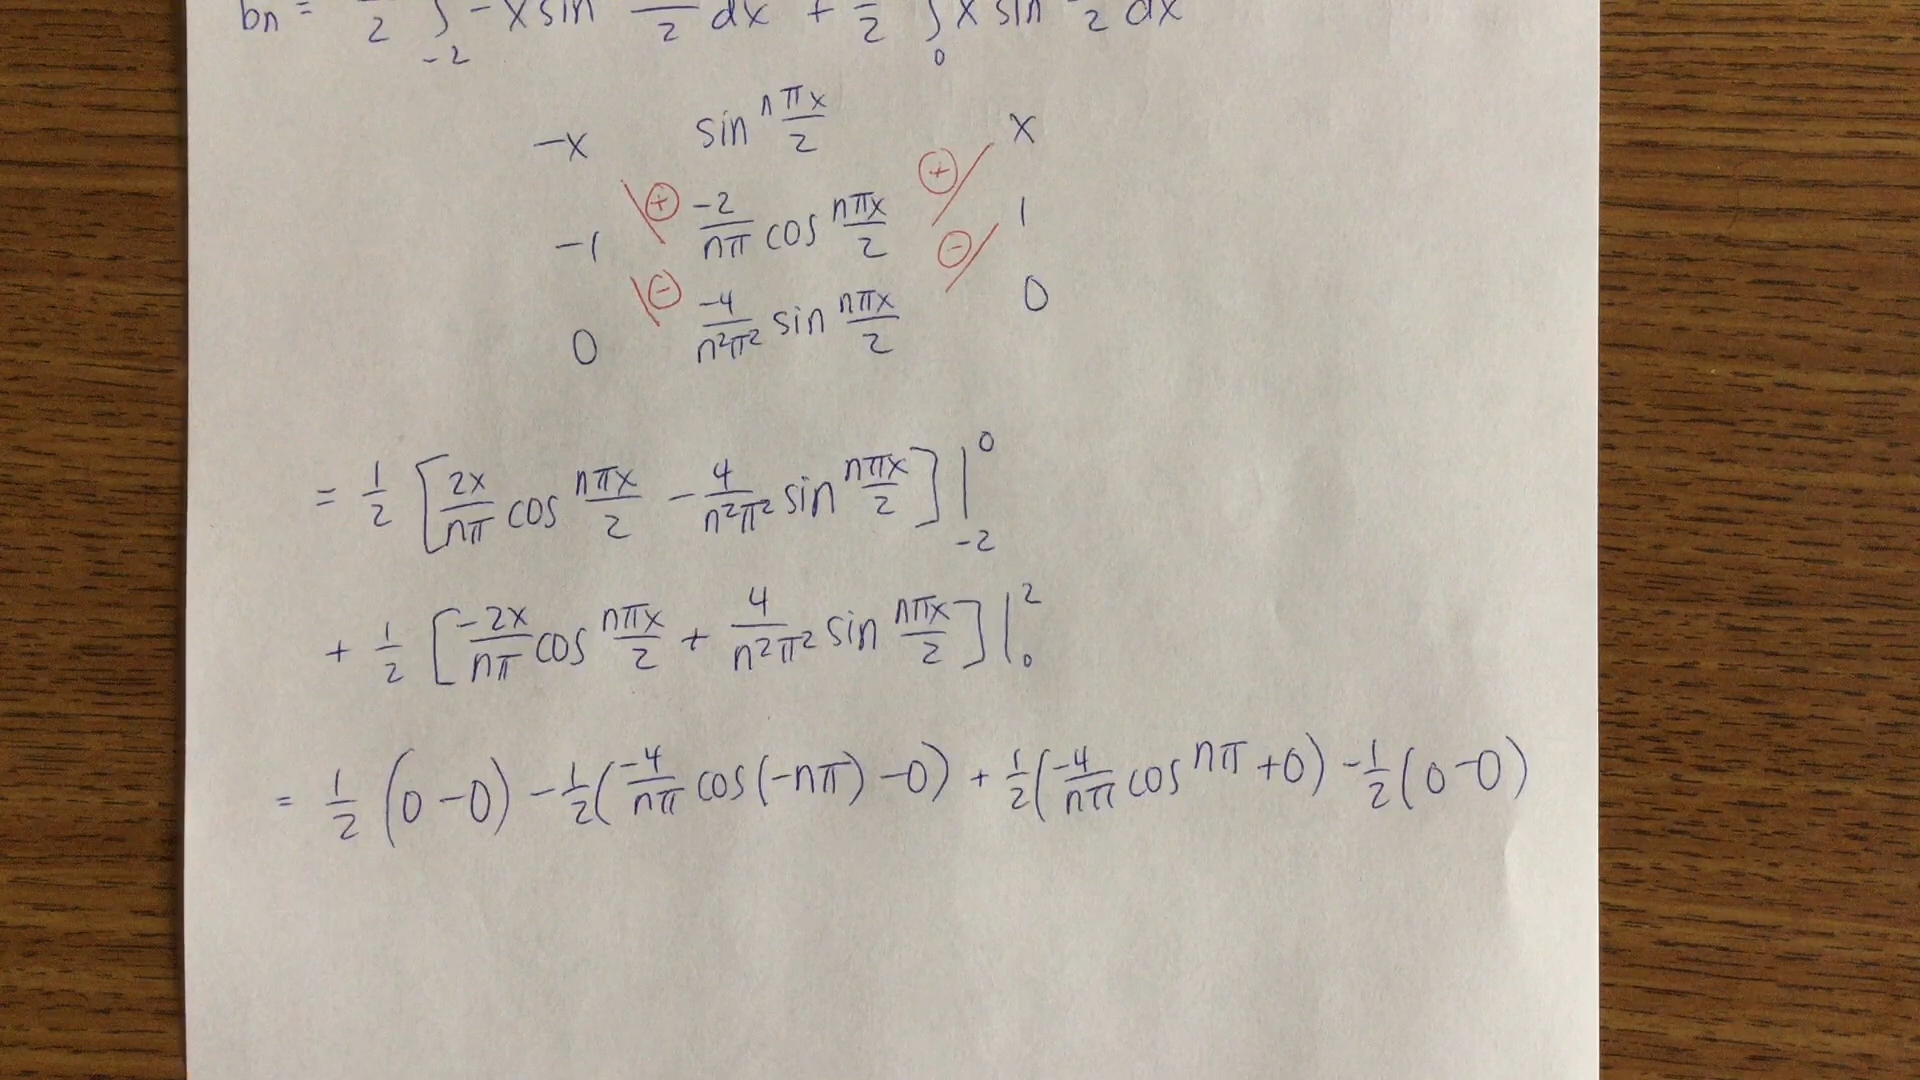 bn = 1/2 ∫_-2 -x sin /2 dx + 1/2 ∫_0 x sin /2 dx
-x sin nπx/2 x
⊕ ⊕
-1 -2/nπ cos nπx/2 1
⊖ ⊖
0 -4/n²π² sin nπx/2 0
= 1/2 [2x/nπ cos nπx/2 - 4/n²π² sin nπx/2] |_-2^0
+ 1/2 [-2x/nπ cos nπx/2 + 4/n²π² sin nπx/2] |_0^2
= 1/2 (0-0) - 1/2 (-4/nπ cos(-nπ) - 0) + 1/2 (-4/nπ cos nπ + 0) - 1/2 (0-0)